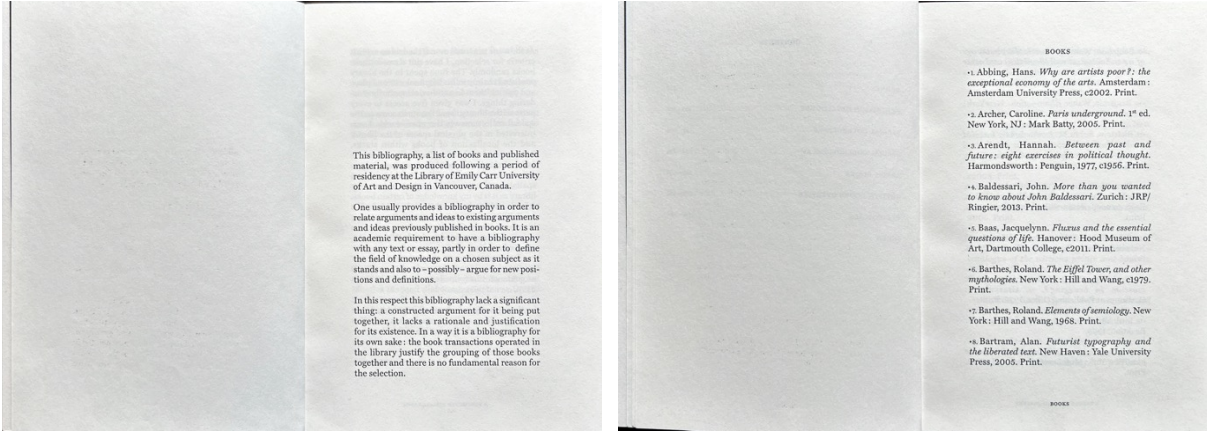 This bibliography, a list of books and published
material, was produced following a period of
residency at the Library of Emily Carr University
of Art and Design in Vancouver, Canada.
One usually provides a bibliography in order to
relate arguments and ideas to existing arguments
and ideas previously published in books. It is an
academic requirement to have a bibliography
with any text or essay, partly in order to define
the field of knowledge on a chosen subject as it
stands and also to – possibly – argue for new posi-
tions and definitions.
In this respect this bibliography lack a significant
thing: a constructed argument for it being put
together, it lacks a rationale and justification
for its existence. In a way it is a bibliography for
its own sake: the book transactions operated in
the library justify the grouping of those books
together and there is no fundamental reason for
the selection.
BOOKS
•1. Abbing, Hans. Why are artists poor?: the
exceptional economy of the arts. Amsterdam:
Amsterdam University Press, c2002. Print.
•2. Archer, Caroline. Paris underground. 1st ed.
New York, NJ: Mark Batty, 2005. Print.
•3. Arendt, Hannah. Between past and
future: eight exercises in political thought.
Harmondsworth: Penguin, 1977, c1956. Print.
•4. Baldessari, John. More than you wanted
to know about John Baldessari. Zurich: JRP/
Ringier, 2013. Print.
•5. Baas, Jacquelynn. Fluxus and the essential
questions of life. Hanover: Hood Museum of
Art, Dartmouth College, c2011. Print.
•6. Barthes, Roland. The Eiffel Tower, and other
mythologies. New York: Hill and Wang, c1979.
Print.
•7. Barthes, Roland. Elements of semiology. New
York: Hill and Wang, 1968. Print.
•8. Bartram, Alan. Futurist typography and
the liberated text. New Haven: Yale University
Press, 2005. Print.
BOOKS